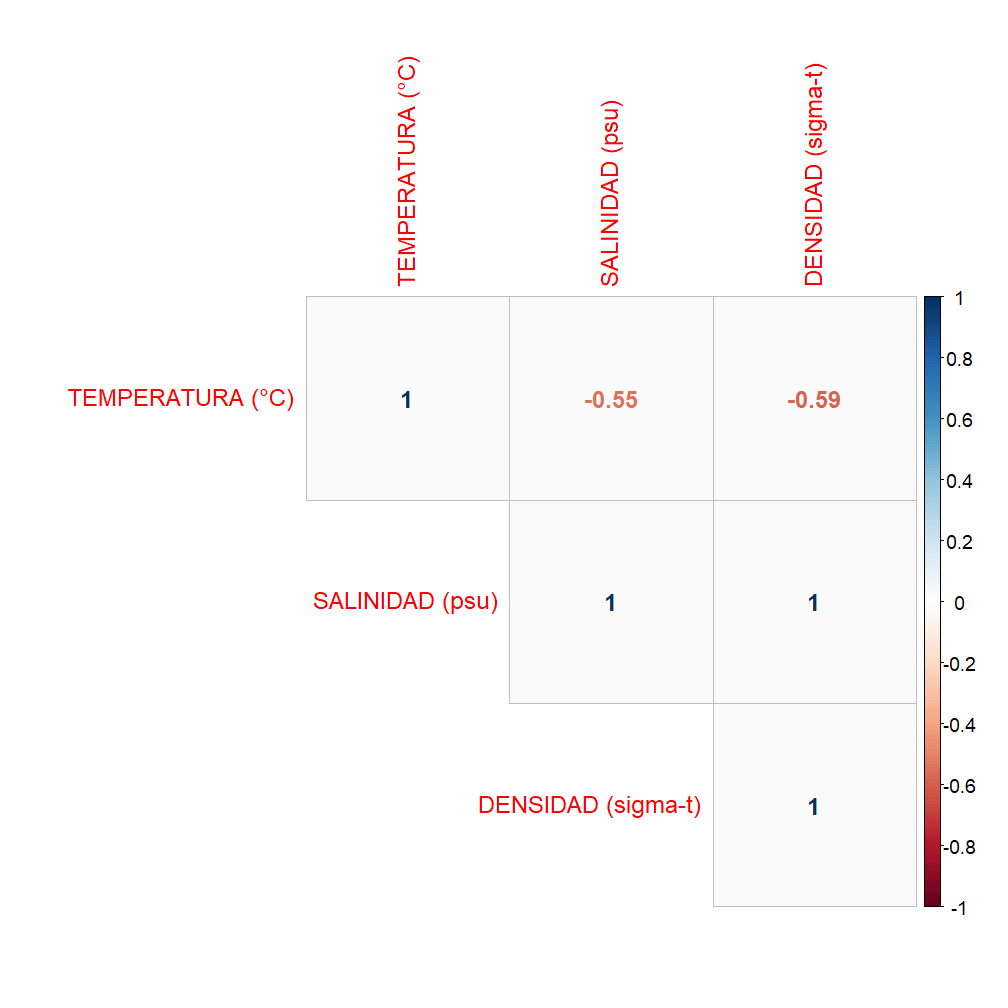 TEMPERATURA (°C)
SALINIDAD (psu)
DENSIDAD (sigma-t)
TEMPERATURA (°C)
1
-0.55
-0.59
SALINIDAD (psu)
1
1
DENSIDAD (sigma-t)
1
1
0.8
0.6
0.4
0.2
0
-0.2
-0.4
-0.6
-0.8
-1